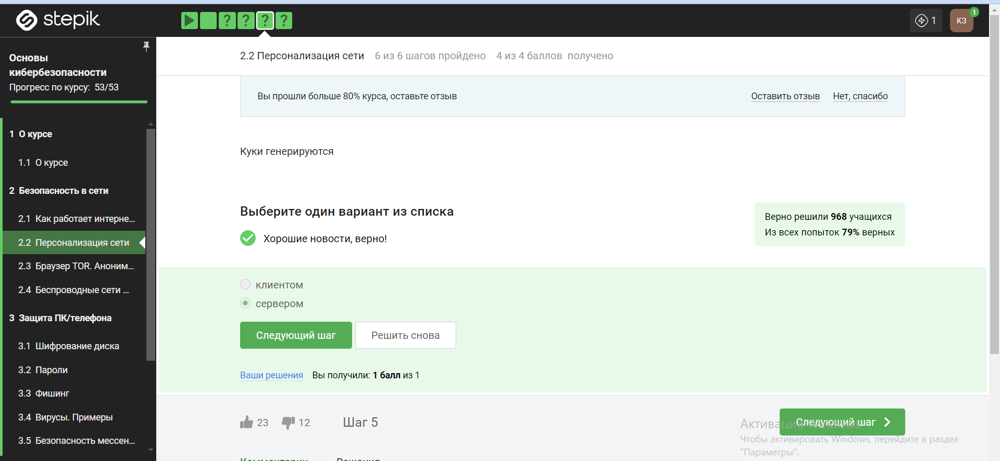 stepik
? ? ? ?
1
КЗ
1
Основы
кибербезопасности
Прогресс по курсу: 53/53
1 О курсе
1.1 О курсе
2 Безопасность в сети
2.1 Как работает интерне...
2.2 Персонализация сети
2.3 Браузер TOR. Аноним...
2.4 Беспроводные сети ...
3 Защита ПК/телефона
3.1 Шифрование диска
3.2 Пароли
3.3 Фишинг
3.4 Вирусы. Примеры
3.5 Безопасность мессен...
2.2 Персонализация сети 6 из 6 шагов пройдено 4 из 4 баллов получено
Вы прошли больше 80% курса, оставьте отзыв Оставить отзыв Нет, спасибо
Куки генерируются
Выберите один вариант из списка
Хорошие новости, верно!
Верно решили 968 учащихся
Из всех попыток 79% верных
клиентом
сервером
Следующий шаг Решить снова
Ваши решения Вы получили: 1 балл из 1
23 12 Шаг 5
Следующий шаг
Активация Windows
Чтобы активировать Windows, перейдите в раздел
"Параметры".
Комментарии Решения